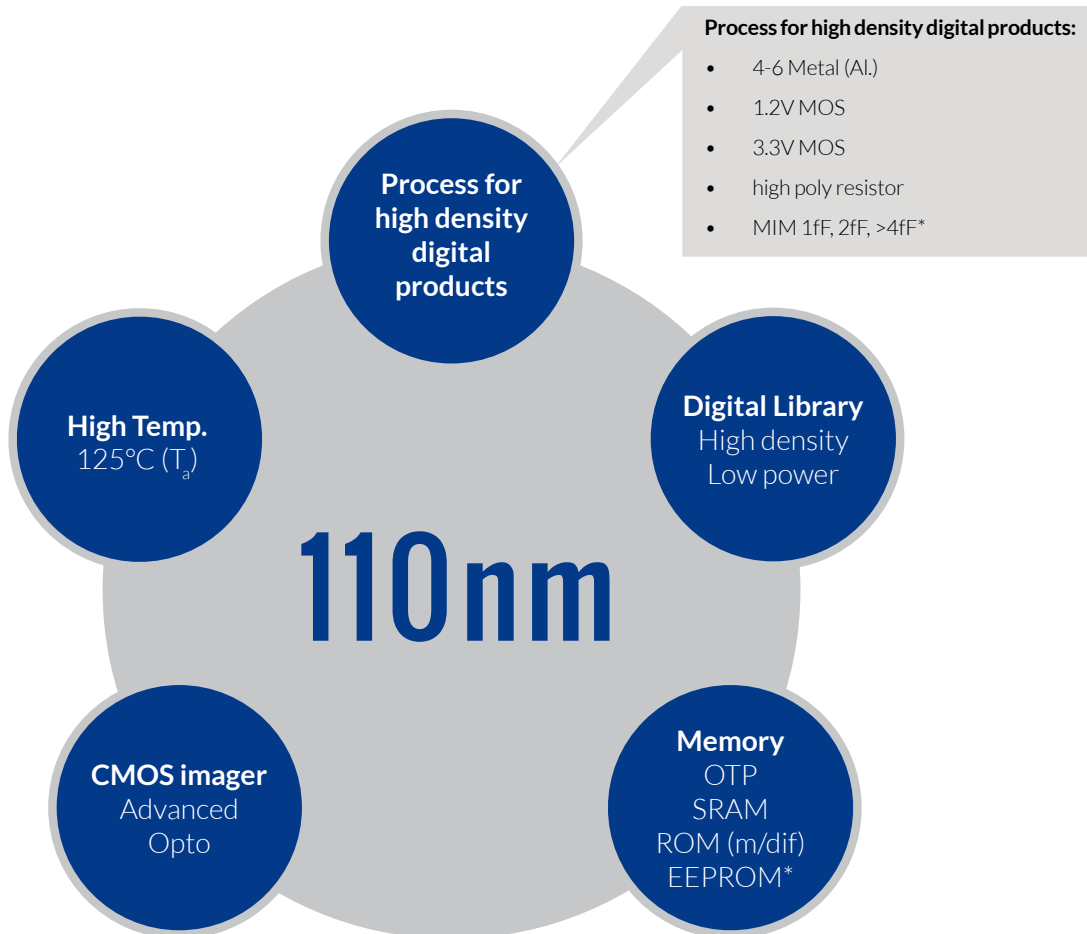 Process for high density digital products:
• 4-6 Metal (Al.)
• 1.2V MOS
• 3.3V MOS
• high poly resistor
• MIM 1fF, 2fF, >4fF*
Process for
high density
digital
products
High Temp.
125°C (Ta)
Digital Library
High density
Low power
110nm
CMOS imager
Advanced
Opto
Memory
OTP
SRAM
ROM (m/dif)
EEPROM*